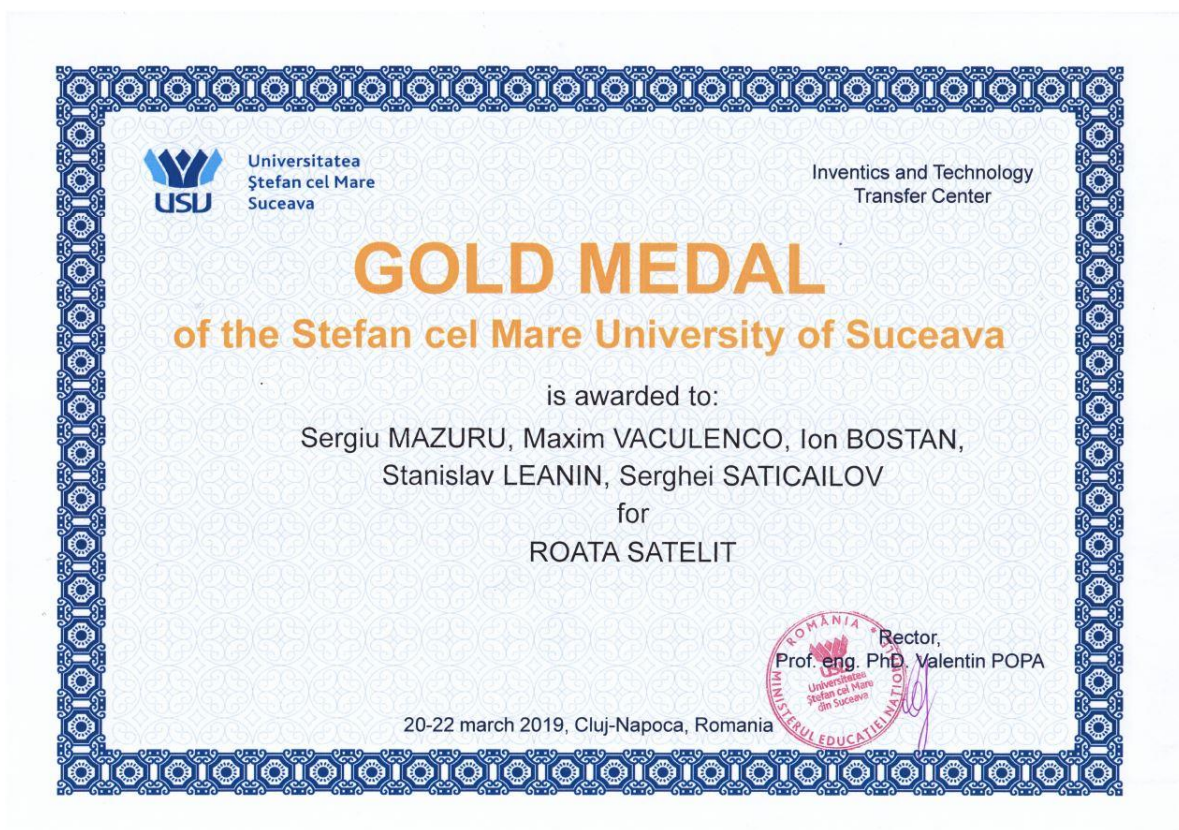 USU
Universitatea
Ştefan cel Mare
Suceava
Inventics and Technology
Transfer Center
GOLD MEDAL
of the Stefan cel Mare University of Suceava
is awarded to:
Sergiu MAZURU, Maxim VACULENCO, Ion BOSTAN,
Stanislav LEANIN, Serghei SATICAILOV
for
ROATA SATELIT
Rector,
Prof. eng. PhD. Valentin POPA
ROMÂNIA * MINISTERUL EDUCAŢIEI NAŢIONALE
USU
Universitatea
Ştefan cel Mare
din Suceava
20-22 march 2019, Cluj-Napoca, Romania